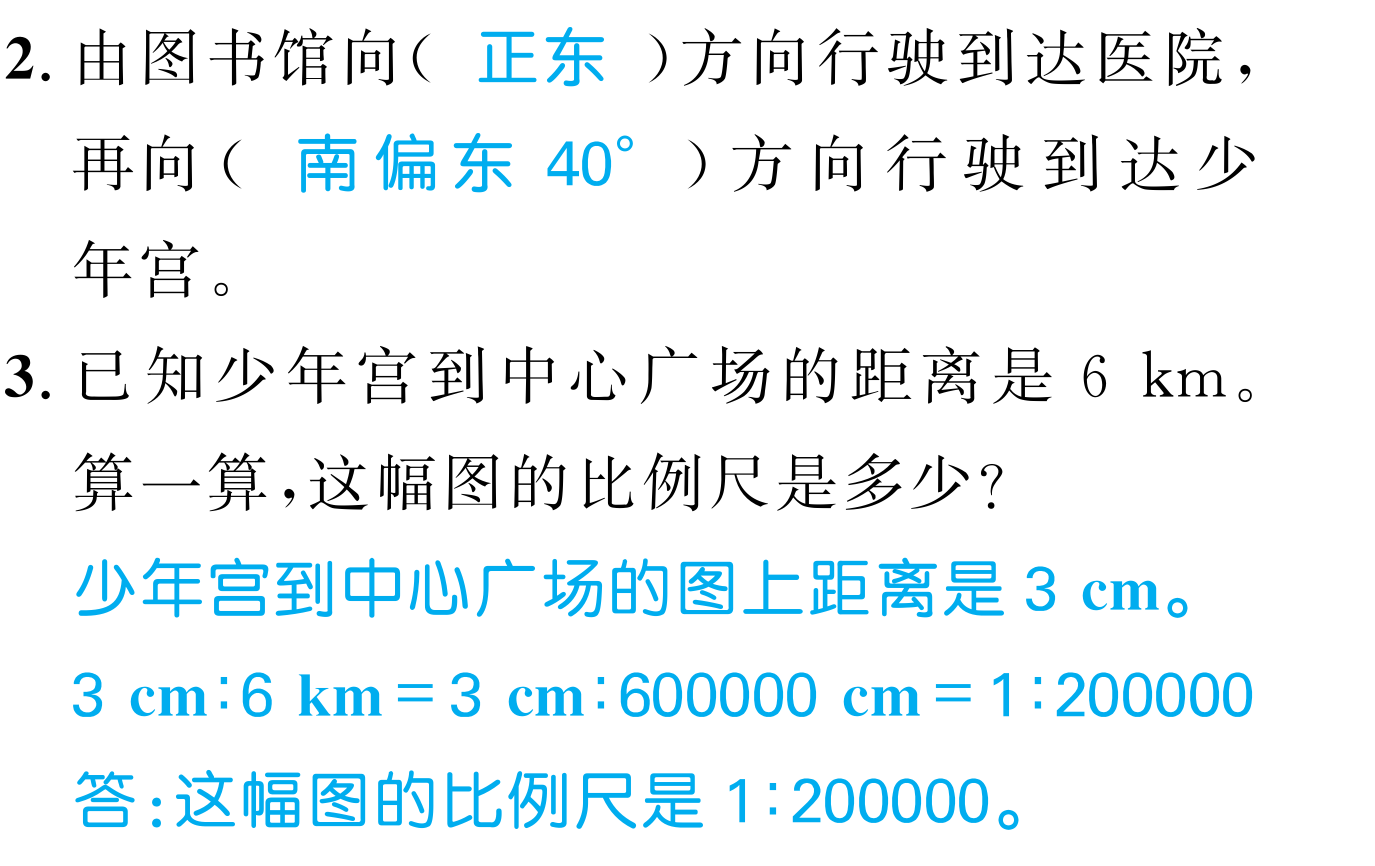 2. 由图书馆向( 正东 )方向行驶到达医院,
再向( 南偏东 40° )方向行驶到达少
年宫。
3. 已知少年宫到中心广场的距离是 6 km。
算一算,这幅图的比例尺是多少?
少年宫到中心广场的图上距离是 3 cm。
3 cm∶6 km=3 cm∶600000 cm=1∶200000
答:这幅图的比例尺是 1∶200000。